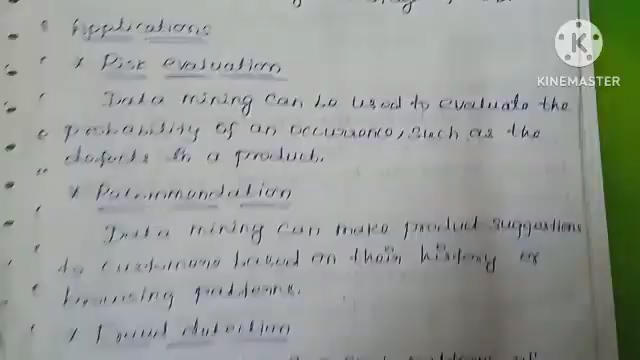 Applications
* Risk evaluation
Data mining can be used to evaluate the
probability of an occurrence, such as the
defects in a product.
* Recommendation
Data mining can make product suggestions
to customers based on their history or
browsing patterns.
* Fraud detection
KINEMASTER